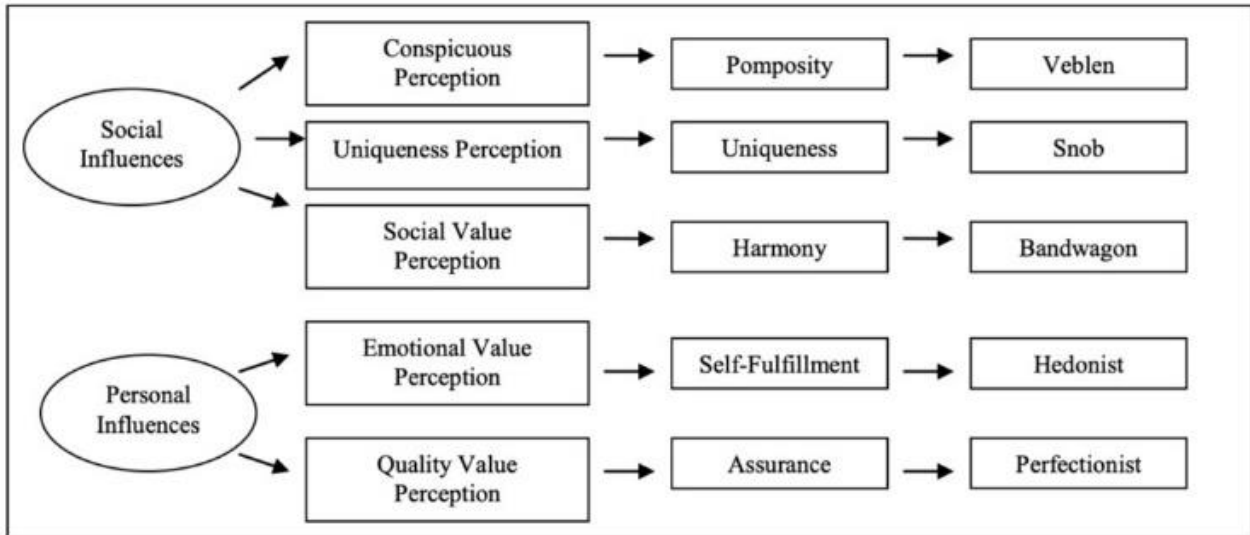 Conspicuous
Perception
Pomposity
Veblen
Social
Influences
Uniqueness Perception
Uniqueness
Snob
Social Value
Perception
Harmony
Bandwagon
Emotional Value
Perception
Self-Fulfillment
Hedonist
Personal
Influences
Quality Value
Perception
Assurance
Perfectionist